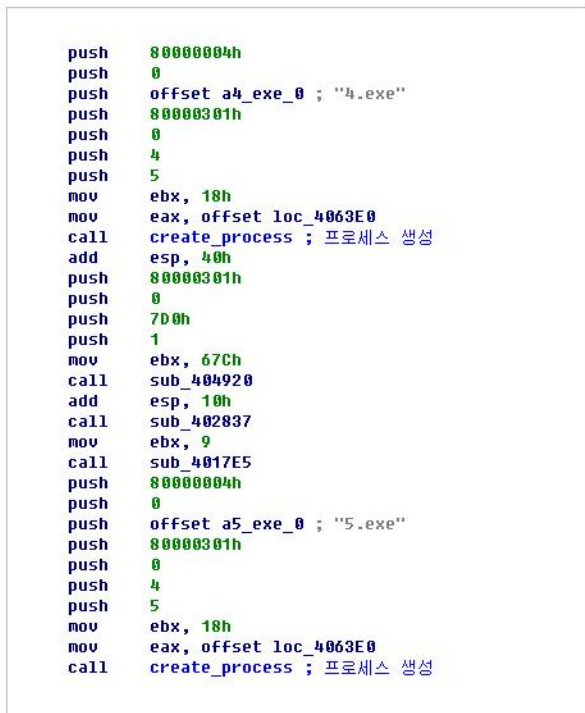 push 80000004h
push 0
push offset a4_exe_0 ; "4.exe"
push 80000301h
push 0
push 4
push 5
mov ebx, 18h
mov eax, offset loc_4063E0
call create_process ; 프로세스 생성
add esp, 40h
push 80000301h
push 0
push 7D0h
push 1
mov ebx, 67Ch
call sub_404920
add esp, 10h
call sub_402837
mov ebx, 9
call sub_4017E5
push 80000004h
push 0
push offset a5_exe_0 ; "5.exe"
push 80000301h
push 0
push 4
push 5
mov ebx, 18h
mov eax, offset loc_4063E0
call create_process ; 프로세스 생성